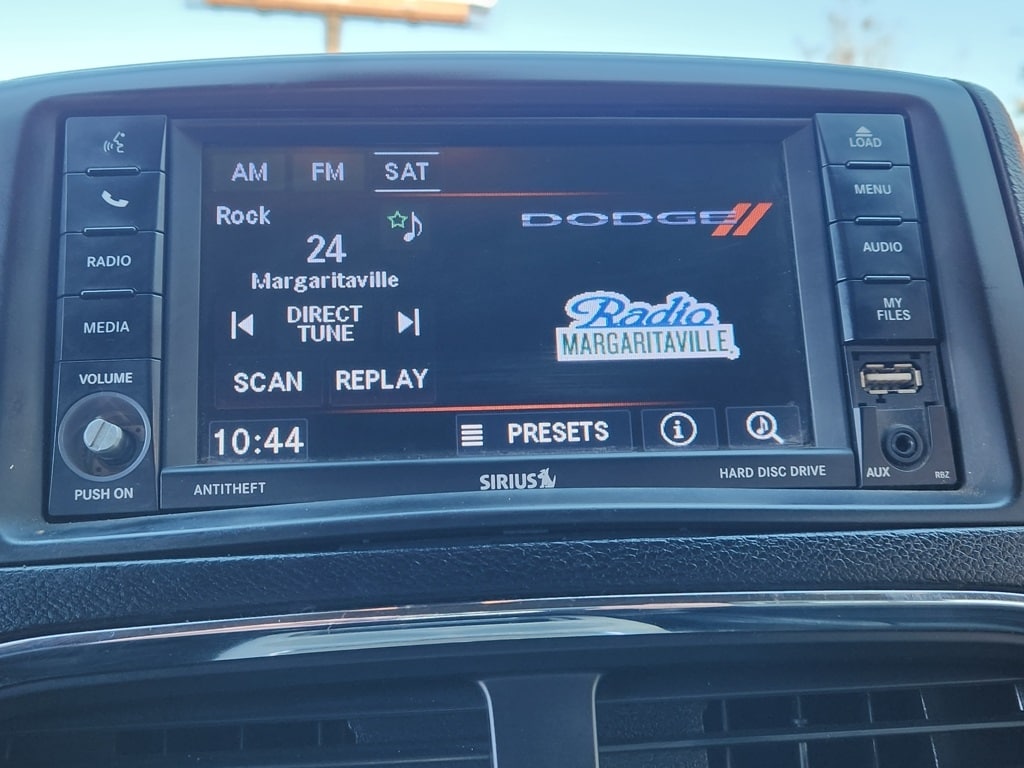 AM FM SAT
Rock
24
Margaritaville
DIRECT
TUNE
SCAN REPLAY
10:44
PRESETS
DODGE
Radio
MARGARITAVILLE
RADIO
MEDIA
VOLUME
PUSH ON
ANTITHEFT
SIRIUS
HARD DISC DRIVE
LOAD
MENU
AUDIO
MY
FILES
AUX
RBZ